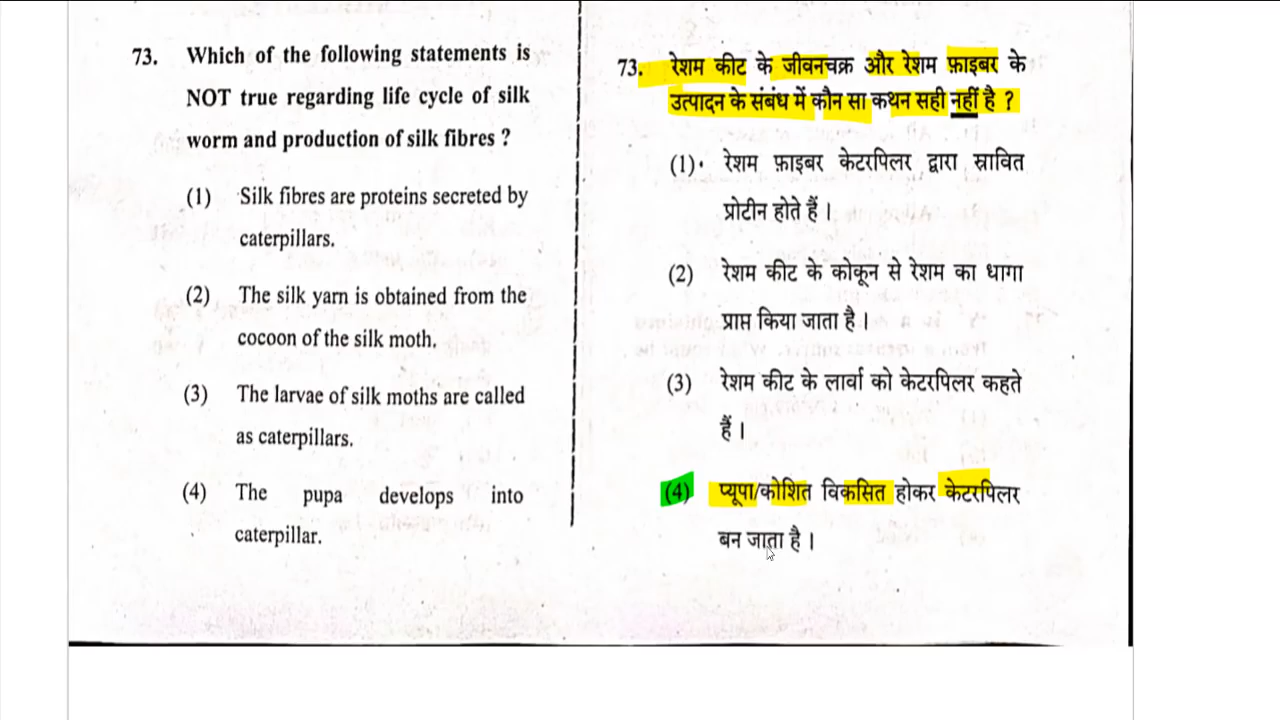 73. Which of the following statements is
NOT true regarding life cycle of silk
worm and production of silk fibres ?
(1) Silk fibres are proteins secreted by
caterpillars.
(2) The silk yarn is obtained from the
cocoon of the silk moth.
(3) The larvae of silk moths are called
as caterpillars.
(4) The pupa develops into
caterpillar.
73. रेशम कीट के जीवनचक्र और रेशम फ़ाइबर के
उत्पादन के संबंध में कौन सा कथन सही नहीं है ?
(1) रेशम फ़ाइबर केटरपिलर द्वारा स्रावित
प्रोटीन होते हैं ।
(2) रेशम कीट के कोकून से रेशम का धागा
प्राप्त किया जाता है ।
(3) रेशम कीट के लार्वा को केटरपिलर कहते
हैं ।
(4) प्यूपा/कोशित विकसित होकर केटरपिलर
बन जाता है ।